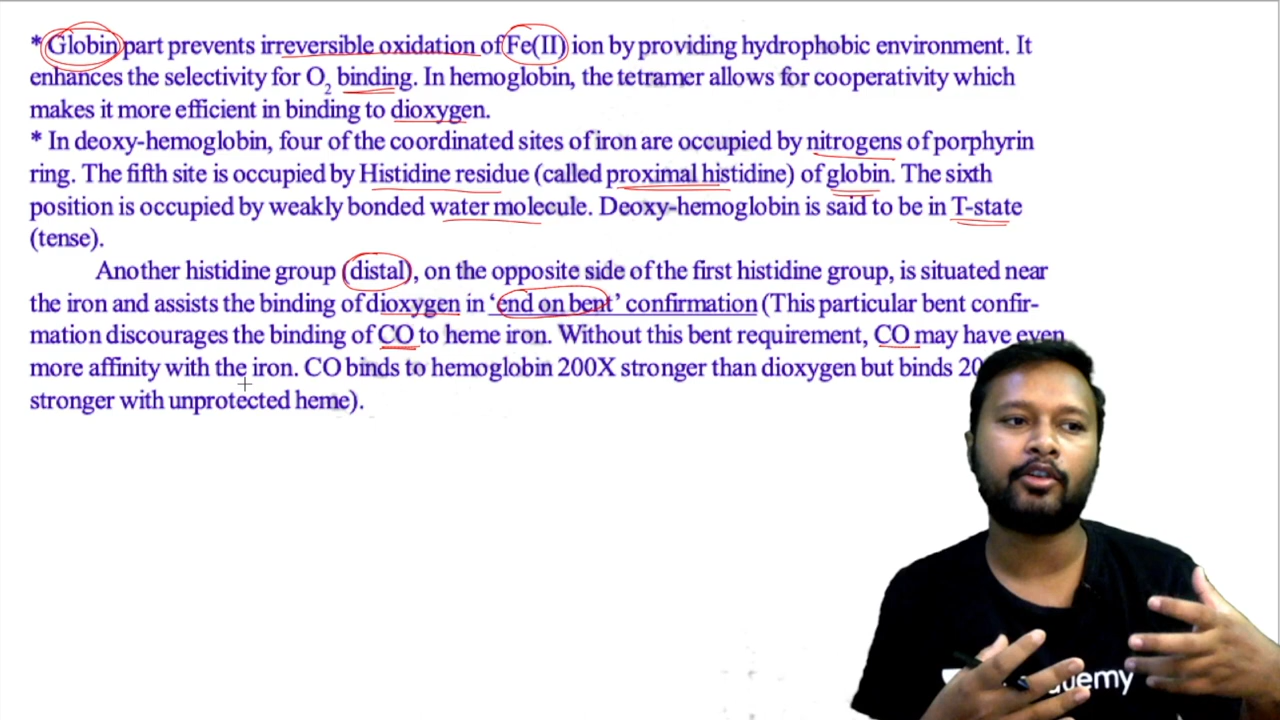 * Globin part prevents irreversible oxidation of Fe(II) ion by providing hydrophobic environment. It
enhances the selectivity for O₂ binding. In hemoglobin, the tetramer allows for cooperativity which
makes it more efficient in binding to dioxygen.
* In deoxy-hemoglobin, four of the coordinated sites of iron are occupied by nitrogens of porphyrin
ring. The fifth site is occupied by Histidine residue (called proximal histidine) of globin. The sixth
position is occupied by weakly bonded water molecule. Deoxy-hemoglobin is said to be in T-state
(tense).
Another histidine group (distal), on the opposite side of the first histidine group, is situated near
the iron and assists the binding of dioxygen in ‘end on bent’ confirmation (This particular bent confir-
mation discourages the binding of CO to heme iron. Without this bent requirement, CO may have even
more affinity with the iron. CO binds to hemoglobin 200X stronger than dioxygen but binds
stronger with unprotected heme).